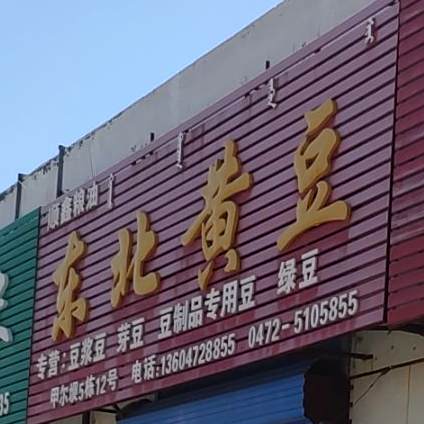 顺鑫粮油
东北黄豆
专营:豆浆豆 芽豆 豆制品专用豆 绿豆
甲尔坝5栋12号 电话:13604728855 0472-5105855